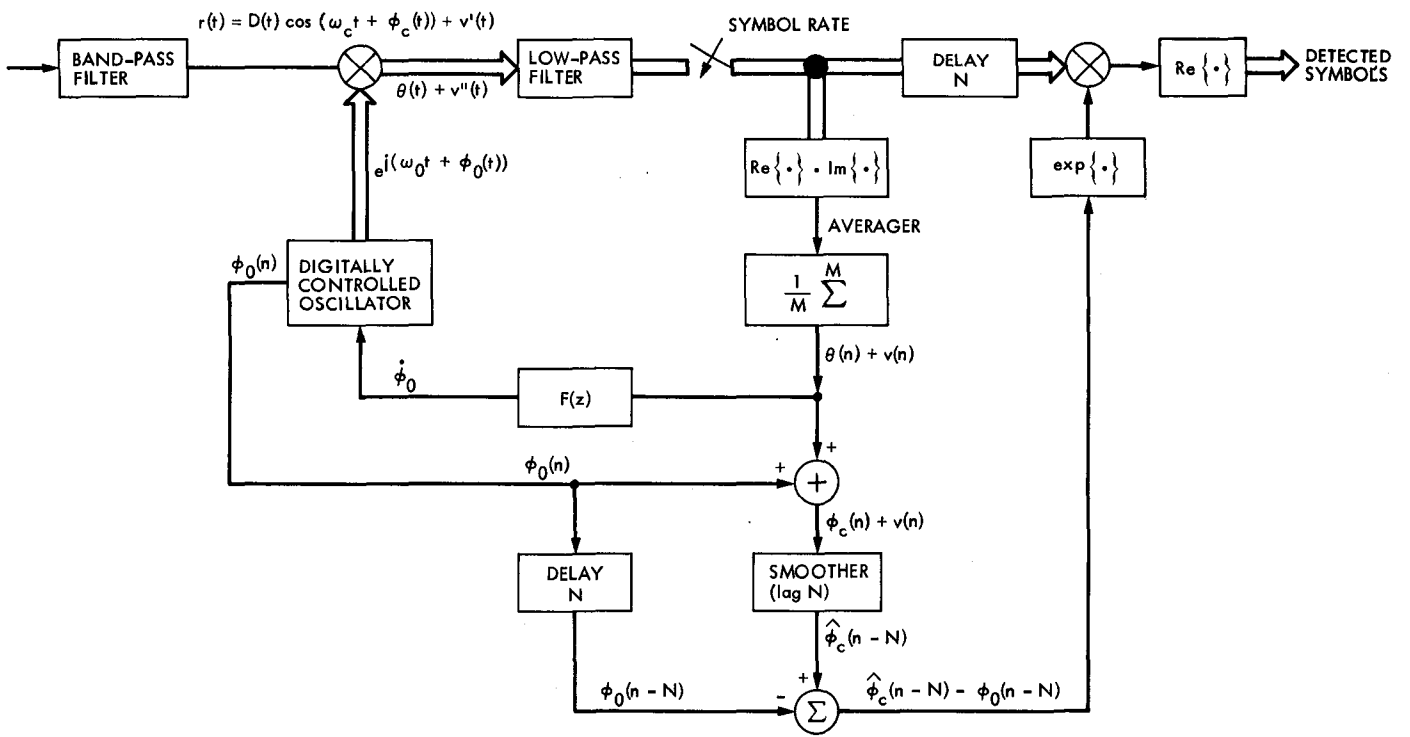 r(t) = D(t) cos (ω_c t + ϕ_c(t)) + v'(t)
BAND-PASS
FILTER
θ(t) + v''(t)
LOW-PASS
FILTER
SYMBOL RATE
DELAY
N
Re {•}
DETECTED
SYMBOLS
e^{j(ω_0 t + ϕ_0(t))}
Re{•} • Im{•}
exp {•}
AVERAGER
ϕ_0(n)
DIGITALLY
CONTROLLED
OSCILLATOR
1/M Σ^M
θ(n) + v(n)
ϕ̇_0
F(z)
+
ϕ_0(n)
+
+
ϕ_c(n) + v(n)
DELAY
N
SMOOTHER
(lag N)
ϕ̂_c(n - N)
+
ϕ_0(n - N)
-
Σ
ϕ̂_c(n - N) - ϕ_0(n - N)